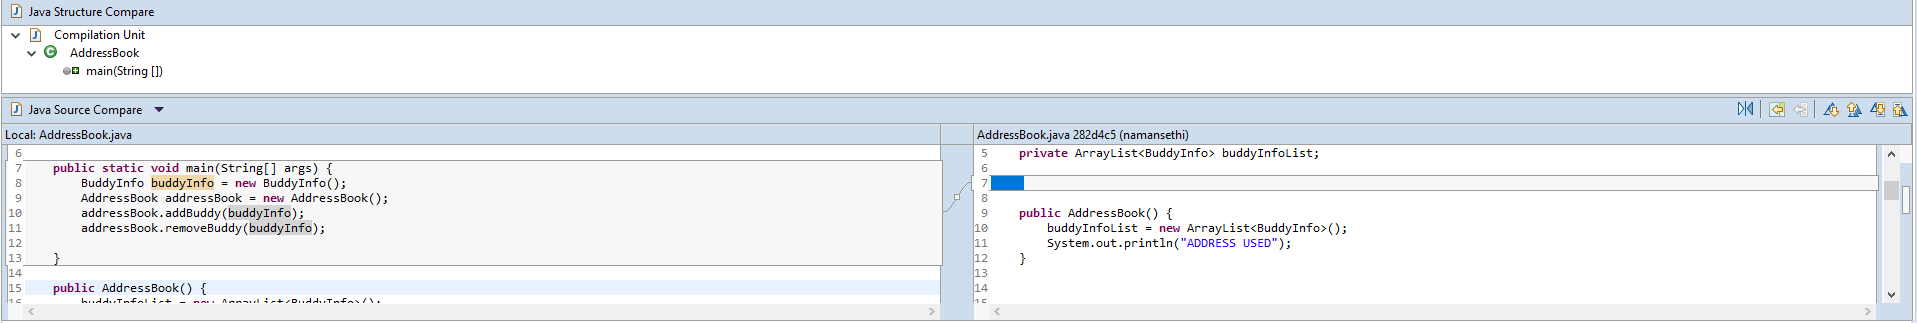 Java Structure Compare
Compilation Unit
AddressBook
main(String [])
Java Source Compare
Local: AddressBook.java
6
7 public static void main(String[] args) {
8 BuddyInfo buddyInfo = new BuddyInfo();
9 AddressBook addressBook = new AddressBook();
10 addressBook.addBuddy(buddyInfo);
11 addressBook.removeBuddy(buddyInfo);
12
13 }
14
15 public AddressBook() {
16 buddyInfoList = new ArrayList<BuddyInfo>();
AddressBook.java 282d4c5 (namansethi)
5 private ArrayList<BuddyInfo> buddyInfoList;
6
7
8
9 public AddressBook() {
10 buddyInfoList = new ArrayList<BuddyInfo>();
11 System.out.println("ADDRESS USED");
12 }
13
14
15